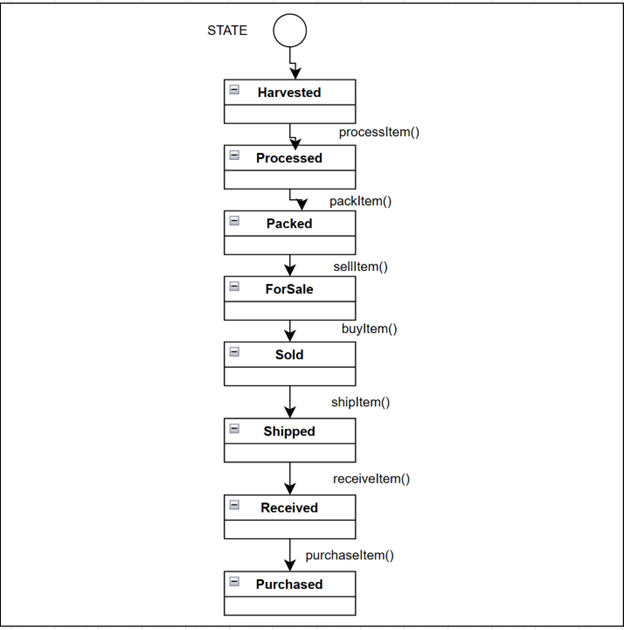 STATE
Harvested
processItem()
Processed
packItem()
Packed
sellItem()
ForSale
buyItem()
Sold
shipItem()
Shipped
receiveItem()
Received
purchaseItem()
Purchased